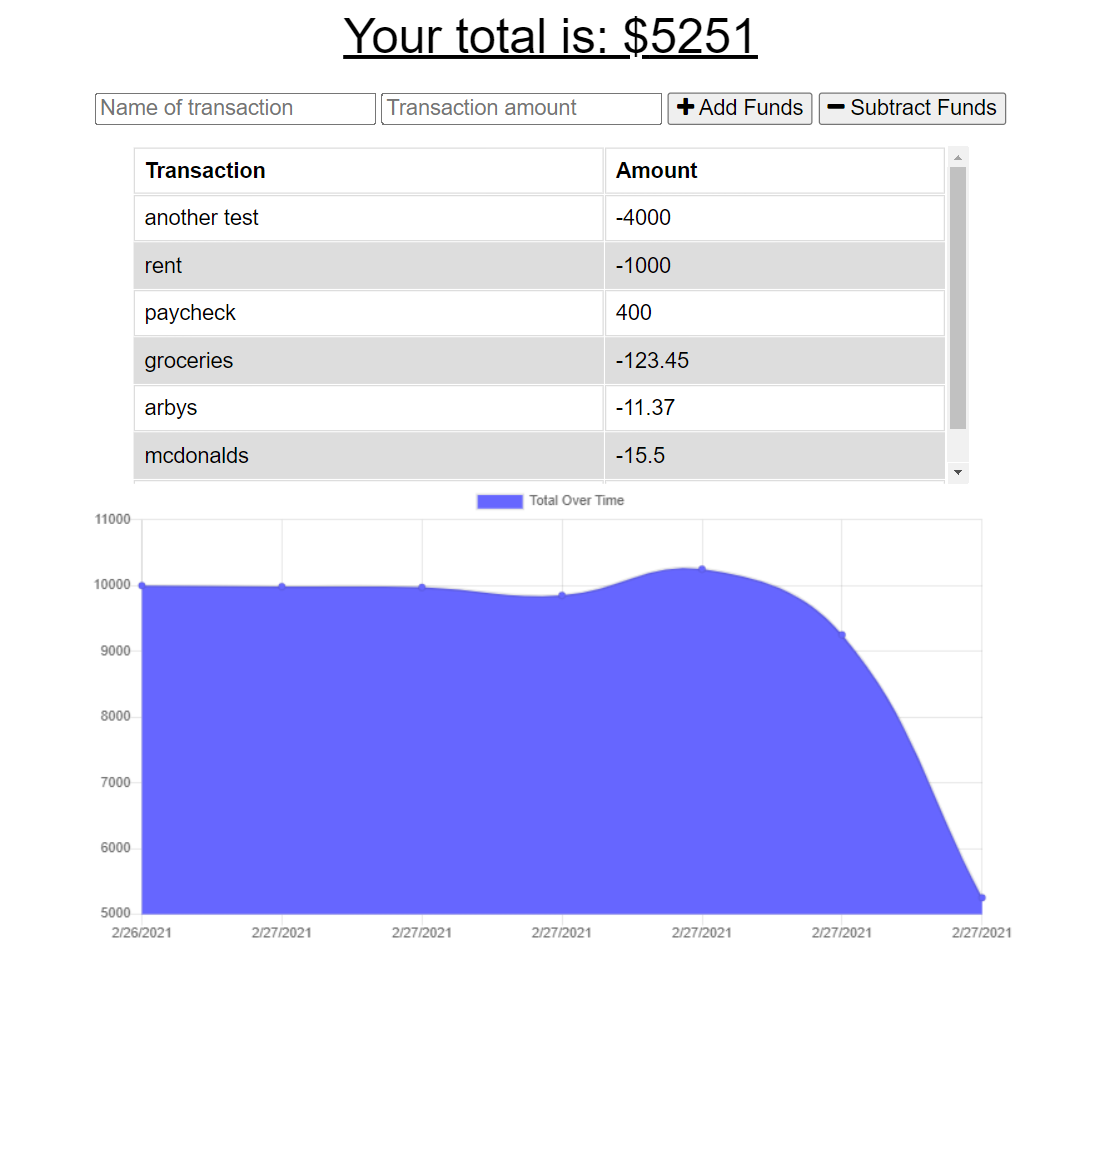 Your total is: $5251
Name of transaction Transaction amount Add Funds Subtract Funds
Transaction Amount
another test -4000
rent -1000
paycheck 400
groceries -123.45
arbys -11.37
mcdonalds -15.5
Total Over Time
11000
10000
9000
8000
7000
6000
5000
2/26/2021 2/27/2021 2/27/2021 2/27/2021 2/27/2021 2/27/2021 2/27/2021